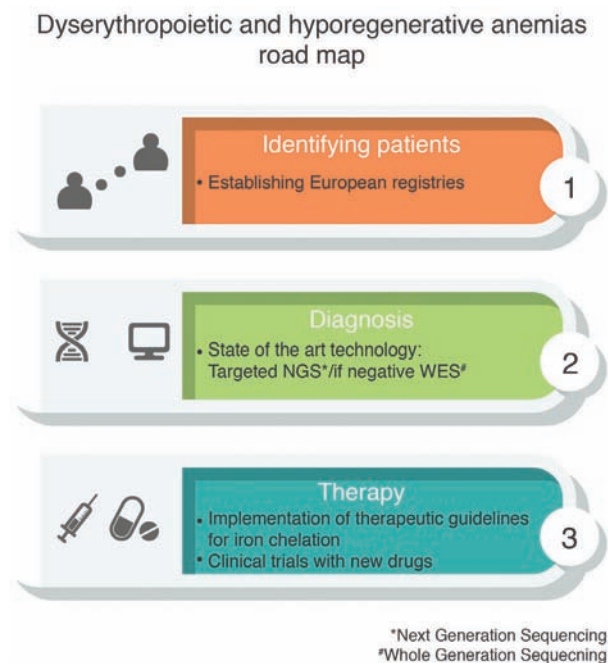 Dyserythropoietic and hyporegenerative anemias
road map
Identifying patients
• Establishing European registries
1
Diagnosis
• State of the art technology:
Targeted NGS*/if negative WES#
2
Therapy
• Implementation of therapeutic guidelines
for iron chelation
• Clinical trials with new drugs
3
*Next Generation Sequencing
#Whole Generation Sequecning